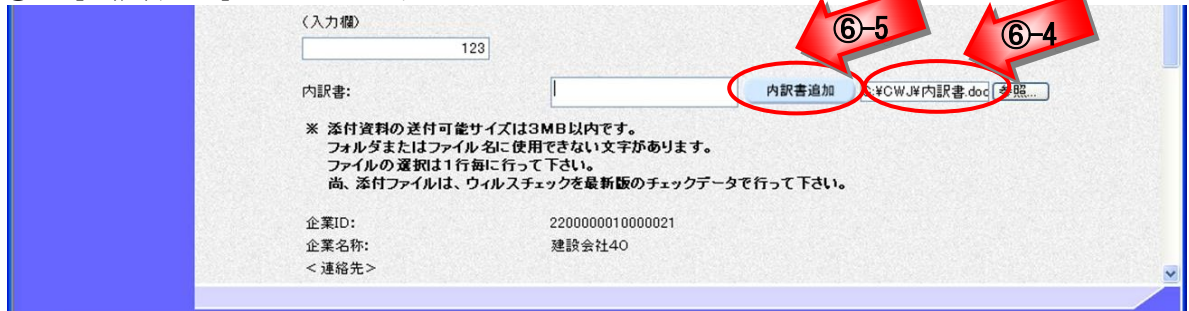 (入力欄)
⑥-5
⑥-4
123
内訳書:
内訳書追加
:¥CWJ¥内訳書.doc
参照...
※ 添付資料の送付可能サイズは3MB以内です。
フォルダまたはファイル名に使用できない文字があります。
ファイルの選択は1行毎に行って下さい。
尚、添付ファイルは、ウィルスチェックを最新版のチェックデータで行って下さい。
企業ID:
2200000010000021
企業名称:
建設会社40
<連絡先>